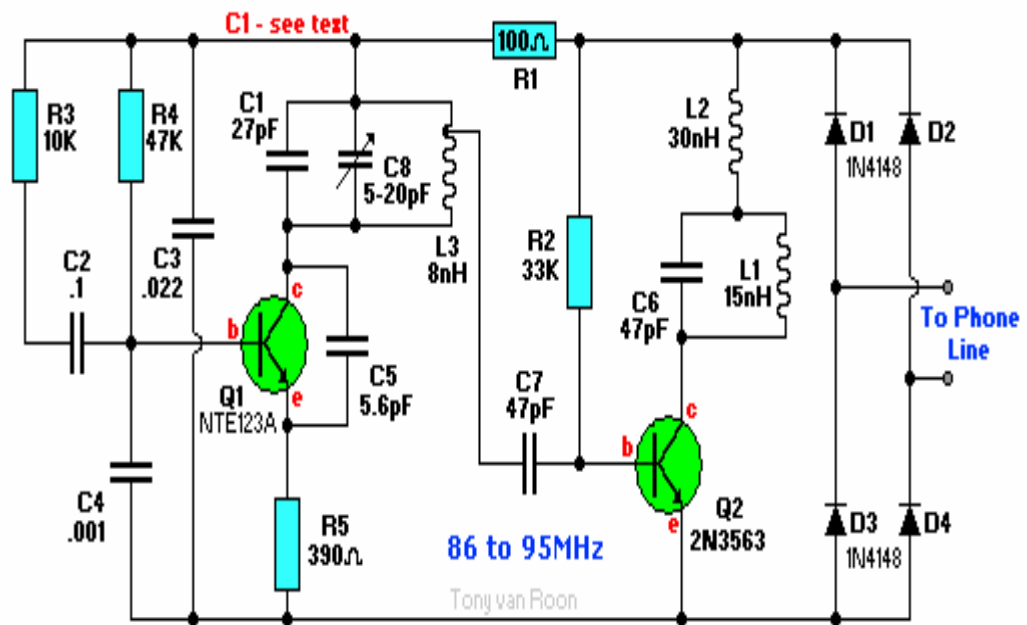 C1 - see text
100Ω
R1
R3
10K
R4
47K
C1
27pF
C8
5-20pF
L3
8nH
L2
30nH
D1
1N4148
D2
R2
33K
L1
15nH
C6
47pF
C2
.1
C3
.022
To Phone
Line
c
b
e
Q1
NTE123A
C5
5.6pF
C7
47pF
c
b
e
Q2
2N3563
C4
.001
R5
390Ω
D3
1N4148
D4
86 to 95MHz
Tony van Roon